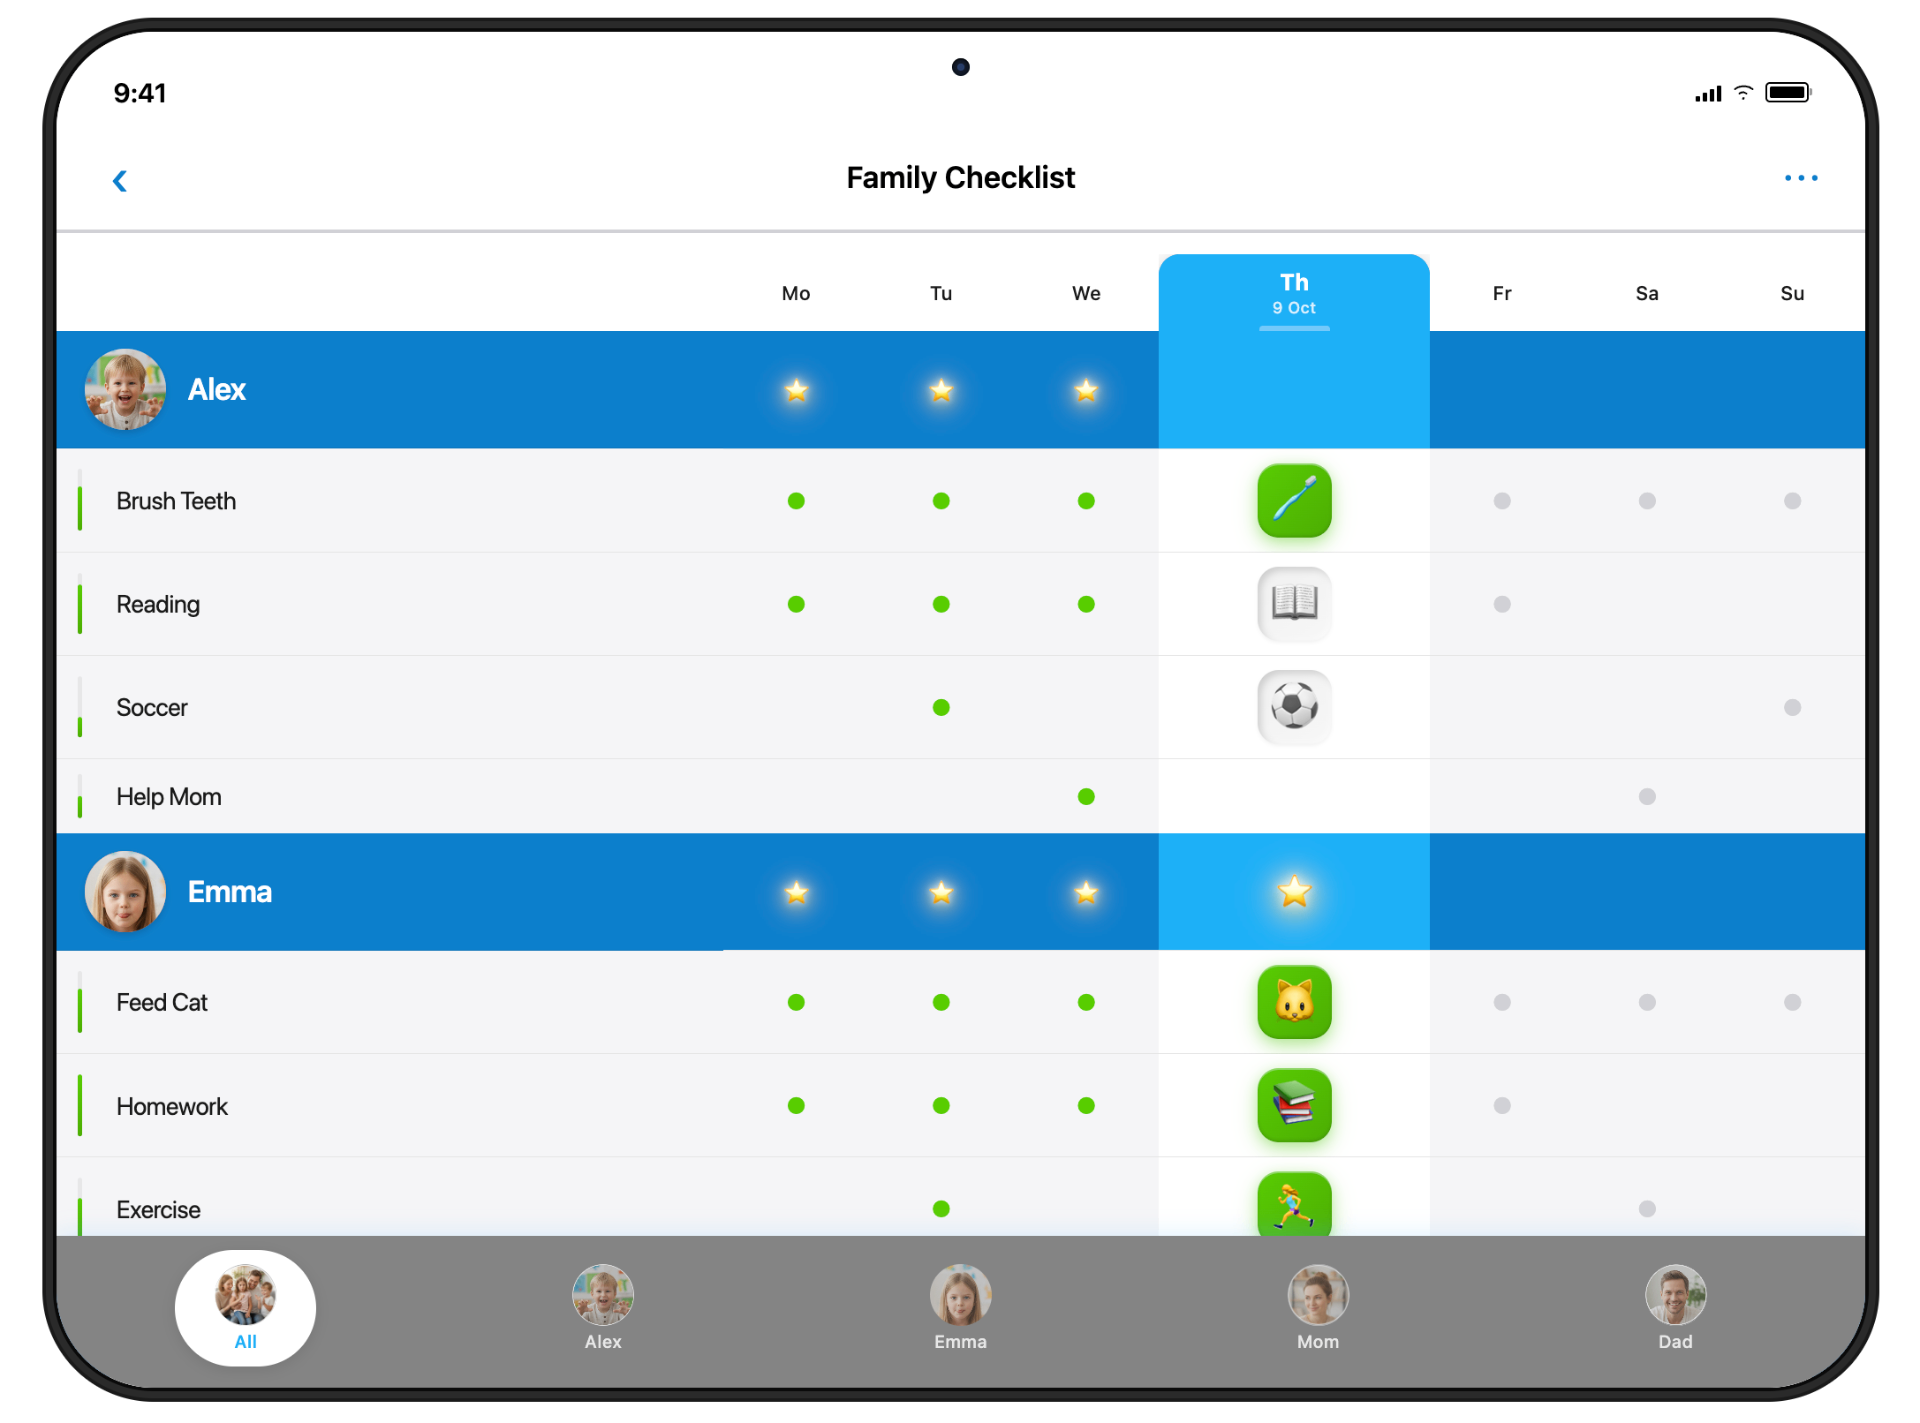 9:41
Family Checklist
Mo Tu We Th Fr Sa Su
9 Oct
Alex
Brush Teeth
Reading
Soccer
Help Mom
Emma
Feed Cat
Homework
Exercise
All Alex Emma Mom Dad